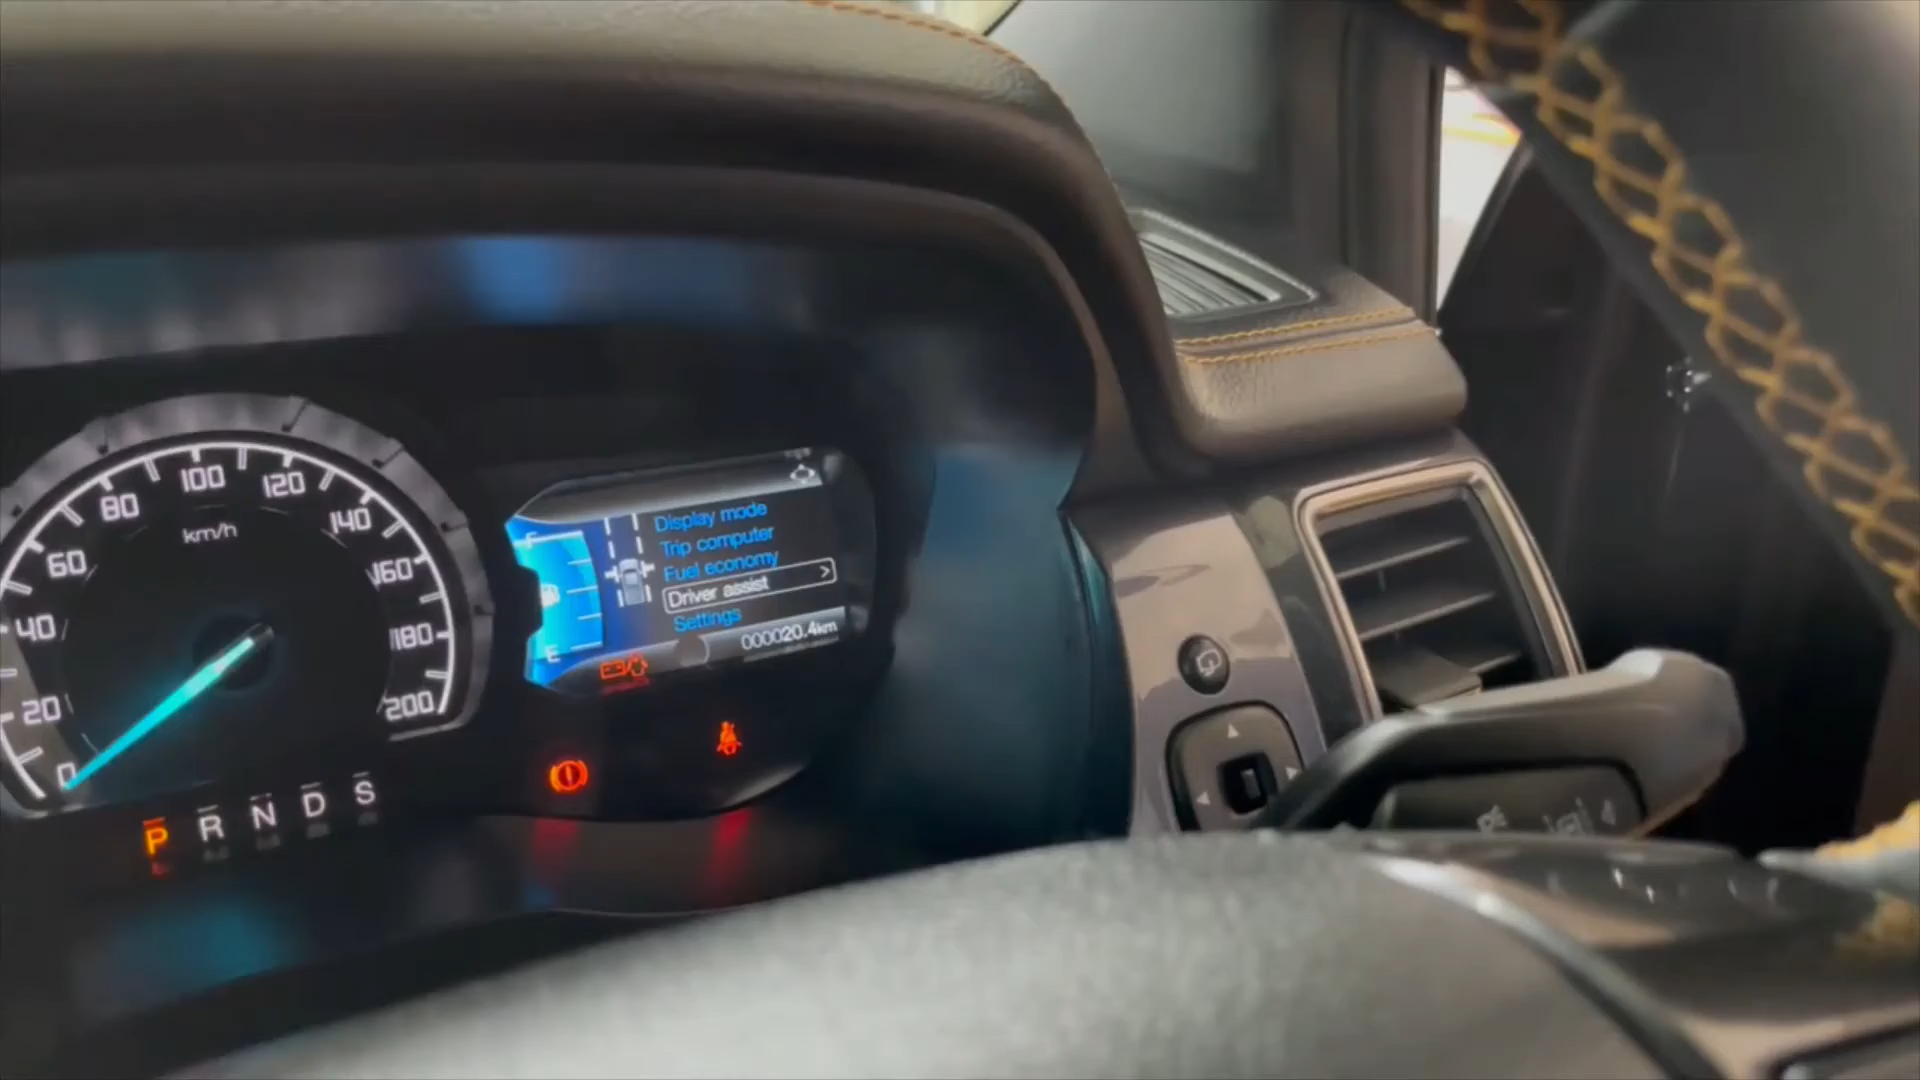 0
20
40
60
80
100
120
140
160
180
200
km/h
P R N D S
F
E
Display mode
Trip computer
Fuel economy
Driver assist >
Settings
000020.4km